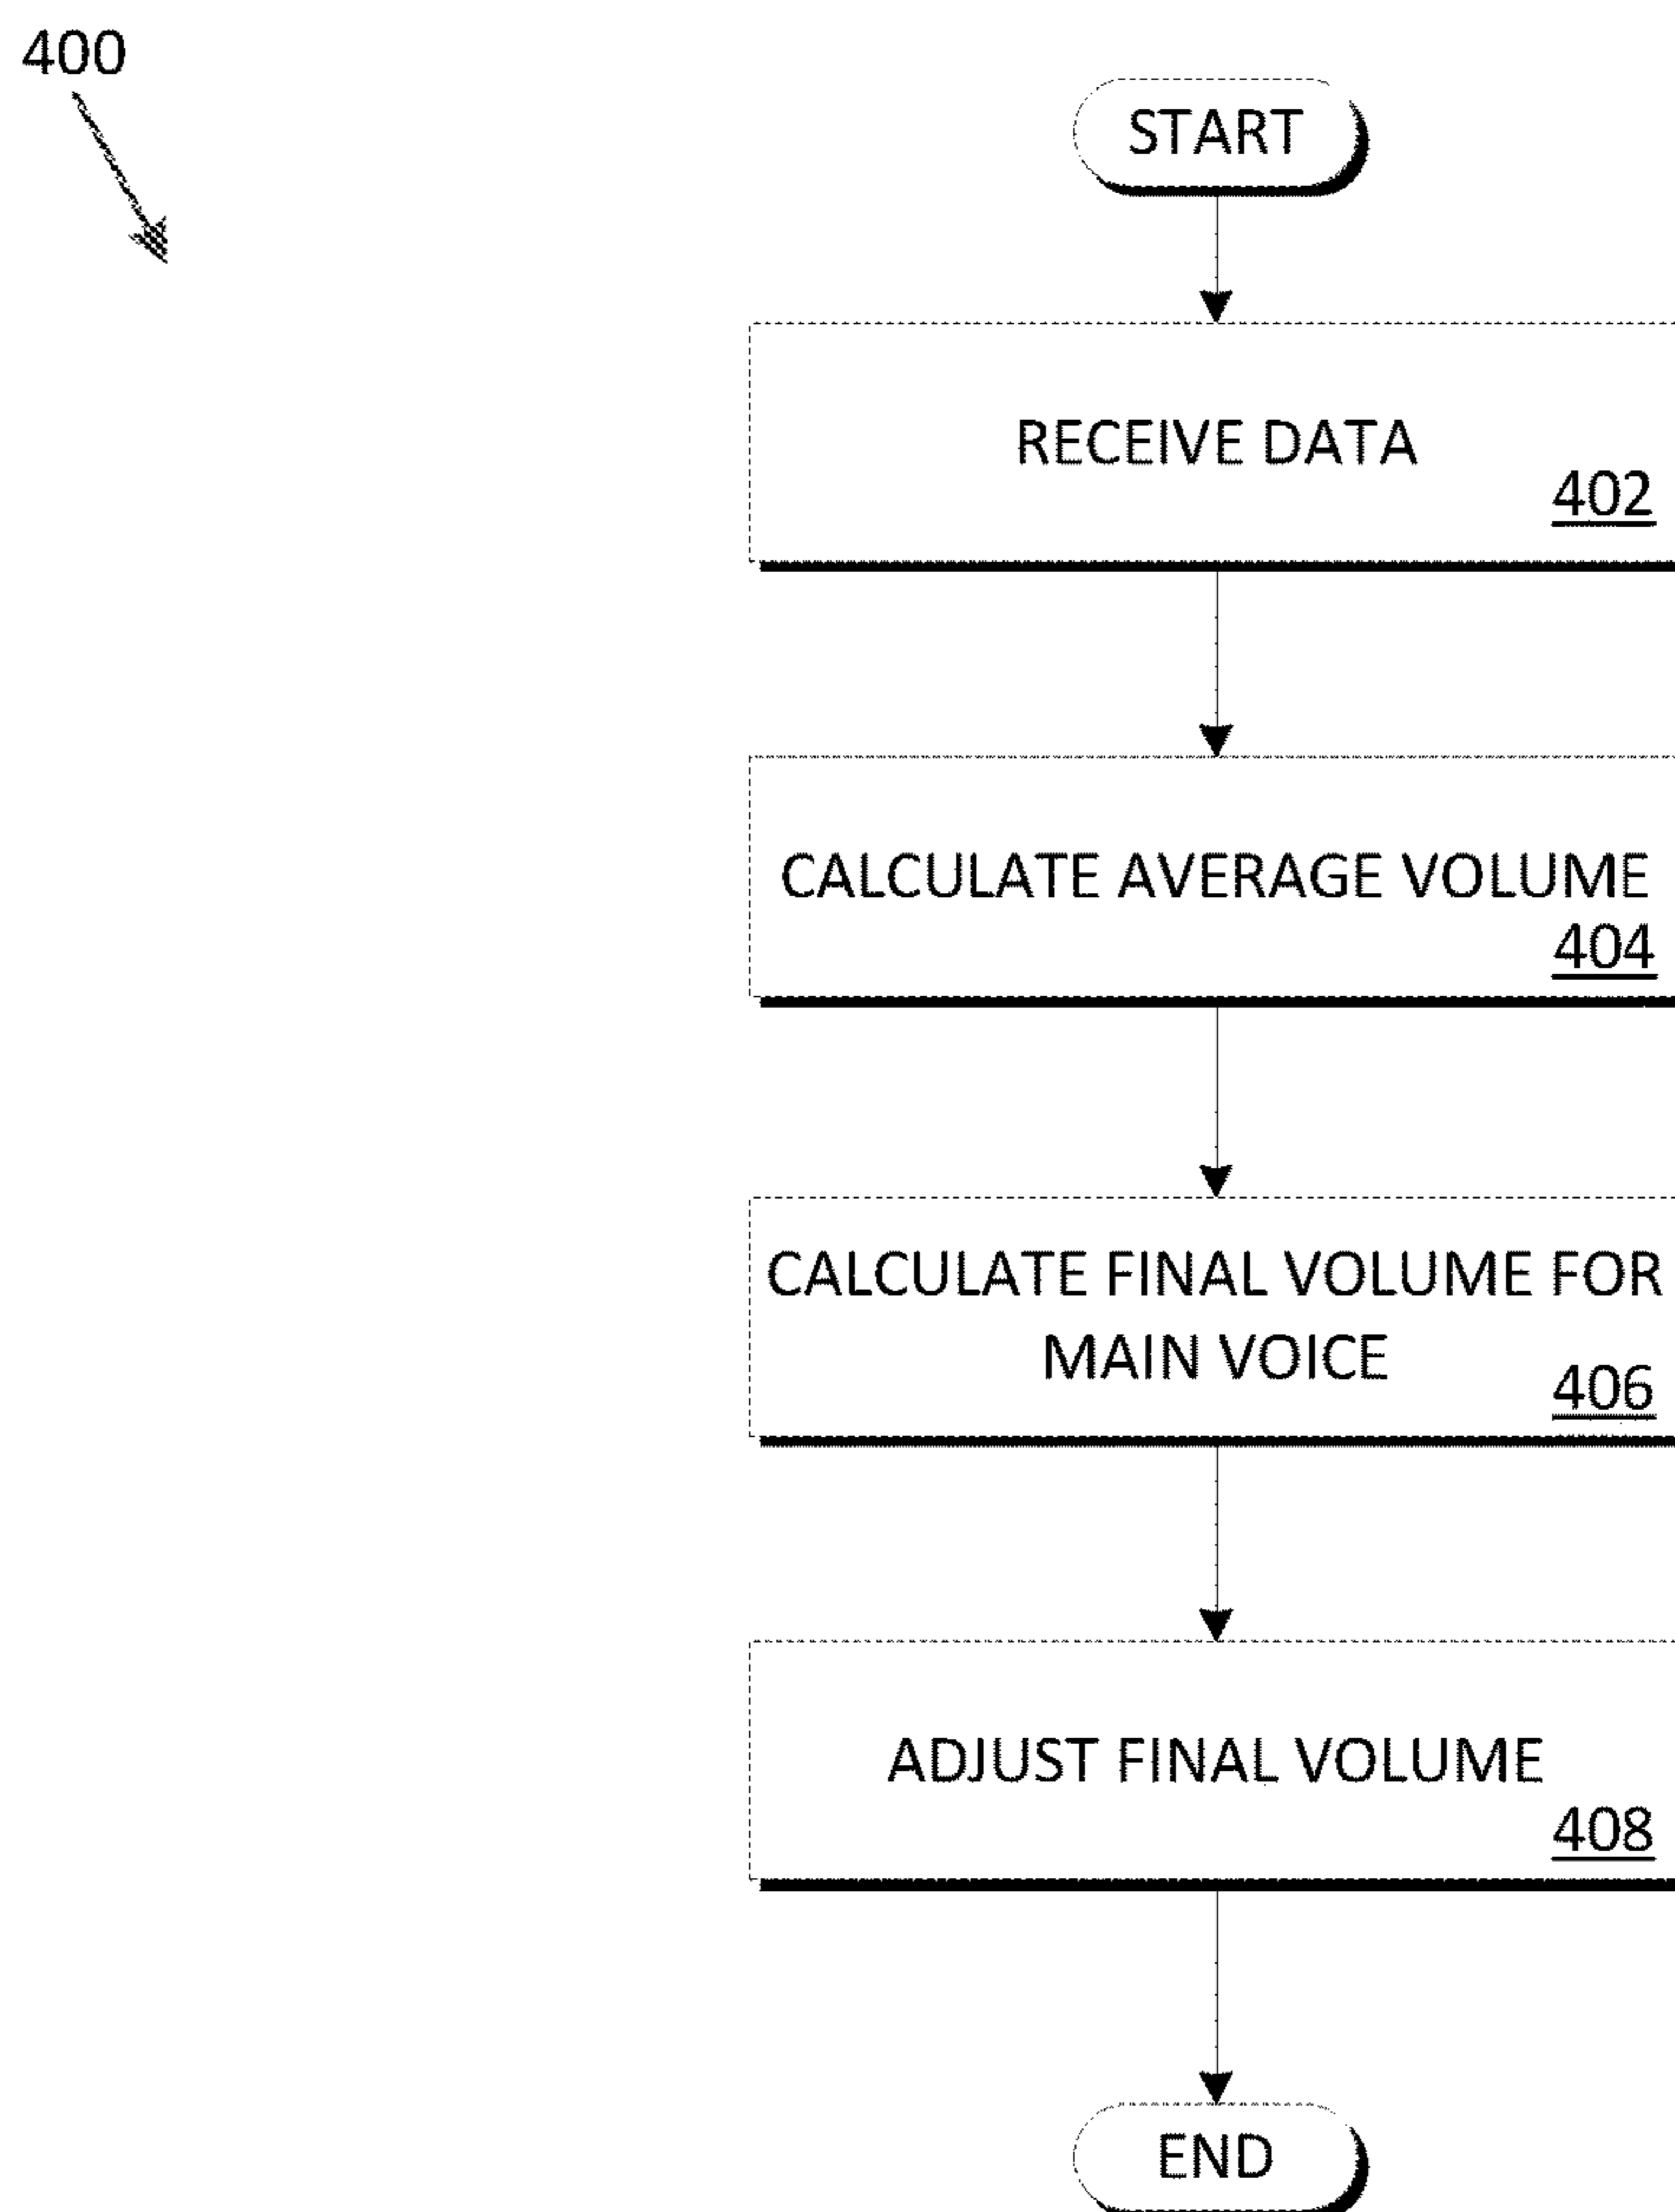 400
START
RECEIVE DATA
402
CALCULATE AVERAGE VOLUME
404
CALCULATE FINAL VOLUME FOR
MAIN VOICE
406
ADJUST FINAL VOLUME
408
END